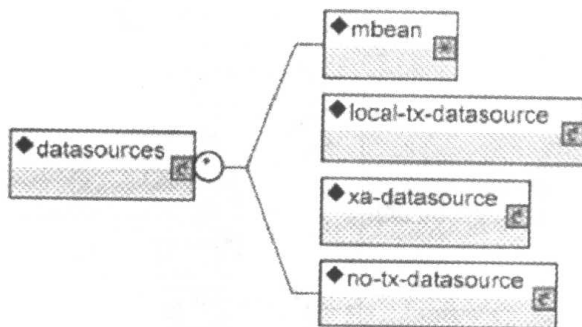 datasources
mbean
local-tx-datasource
xa-datasource
no-tx-datasource